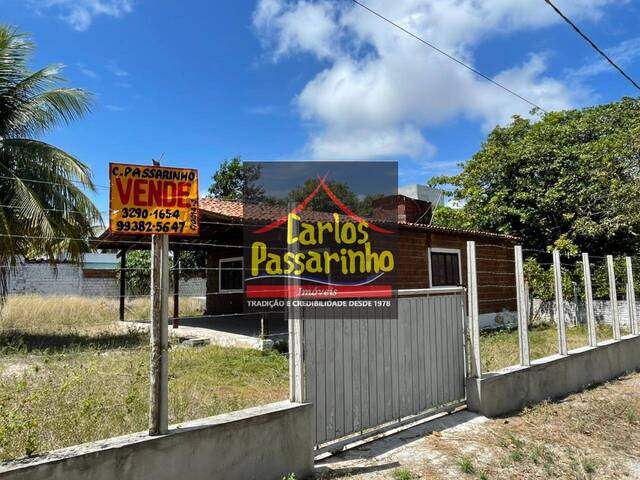 C. PASSARINHO
VENDE
3290-1654
99382-5647
Carlos
Passarinho
Imóveis
TRADIÇÃO E CREDIBILIDADE DESDE 1978